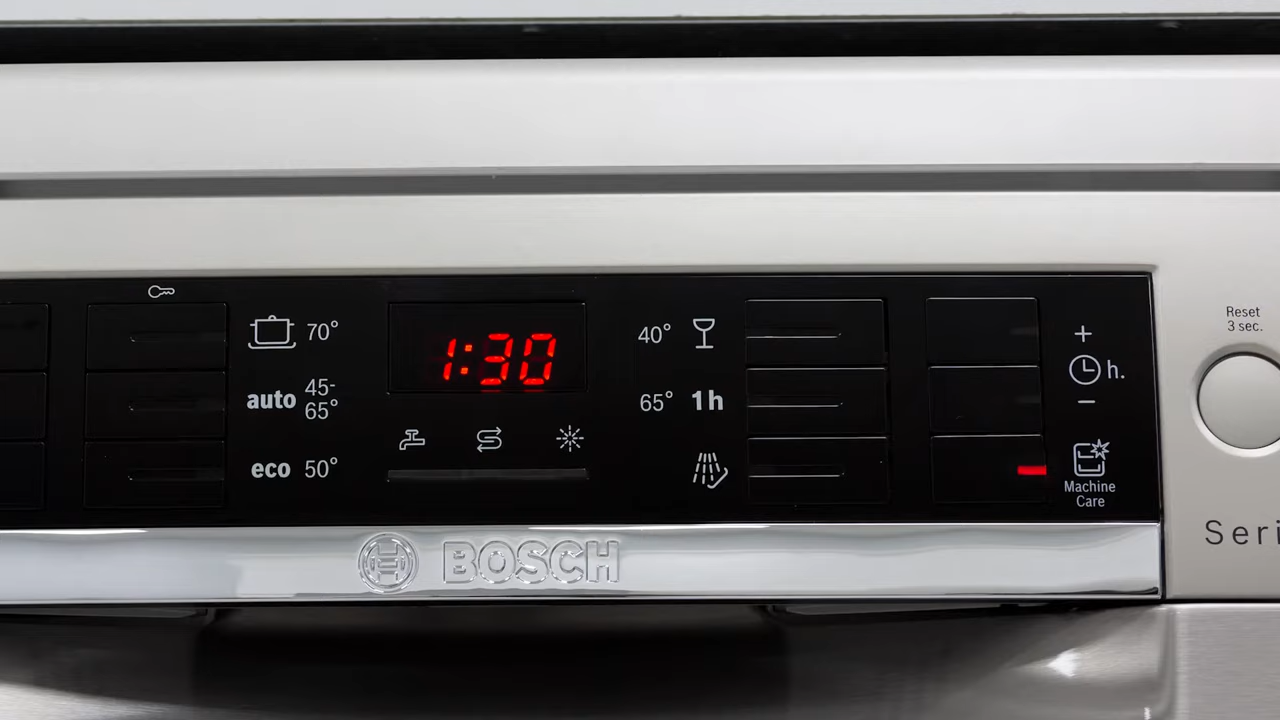 70°
auto 45-
65°
eco 50°
1:30
40°
65° 1h
+
h.
−
Machine
Care
BOSCH
Reset
3 sec.
Seri